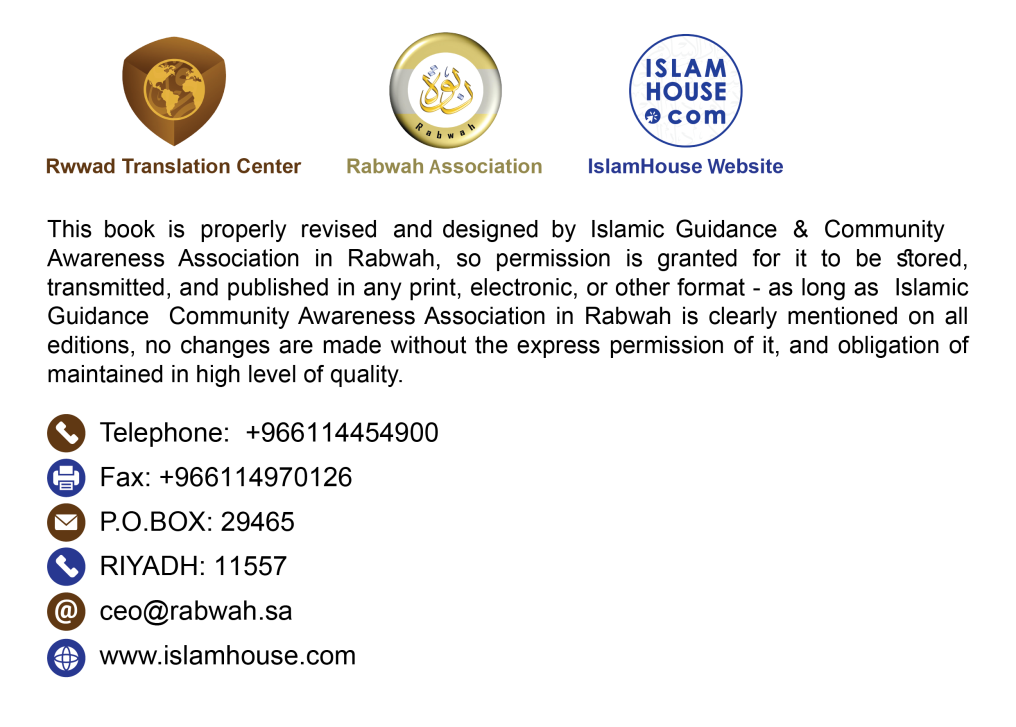 ISLAM
HOUSE
com
ربوة
Rabwah
Rwwad Translation Center
Rabwah Association
IslamHouse Website
This book is properly revised and designed by Islamic Guidance & Community
Awareness Association in Rabwah, so permission is granted for it to be stored,
transmitted, and published in any print, electronic, or other format - as long as Islamic
Guidance Community Awareness Association in Rabwah is clearly mentioned on all
editions, no changes are made without the express permission of it, and obligation of
maintained in high level of quality.
Telephone: +966114454900
Fax: +966114970126
P.O.BOX: 29465
RIYADH: 11557
@
ceo@rabwah.sa
www.islamhouse.com